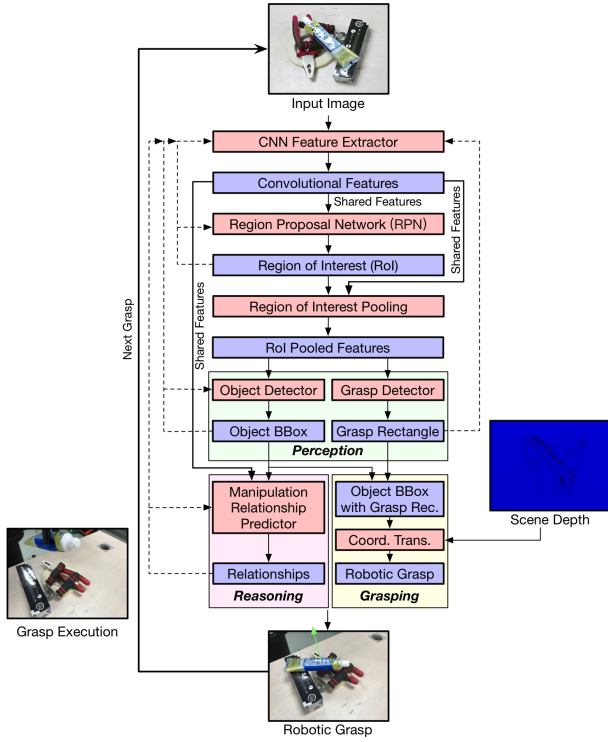 Input Image
CNN Feature Extractor
Convolutional Features
Shared Features
Shared Features
Region Proposal Network (RPN)
Region of Interest (RoI)
Region of Interest Pooling
Shared Features
Next Grasp
RoI Pooled Features
Object Detector
Grasp Detector
Object BBox
Grasp Rectangle
Perception
Manipulation
Relationship
Predictor
Object BBox
with Grasp Rec.
Scene Depth
Coord. Trans.
Relationships
Robotic Grasp
Reasoning
Grasping
Grasp Execution
Robotic Grasp